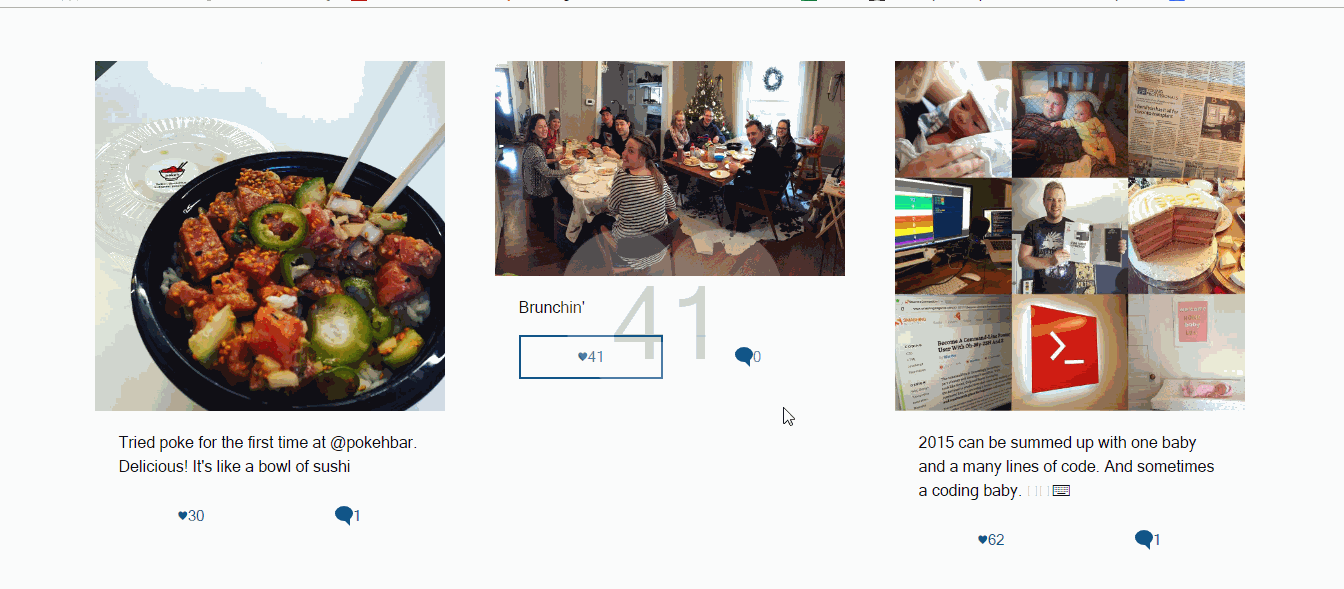 Brunchin'
41
41
0
Tried poke for the first time at @pokehbar.
Delicious! It's like a bowl of sushi
30
1
2015 can be summed up with one baby
and a many lines of code. And sometimes
a coding baby.
62
1